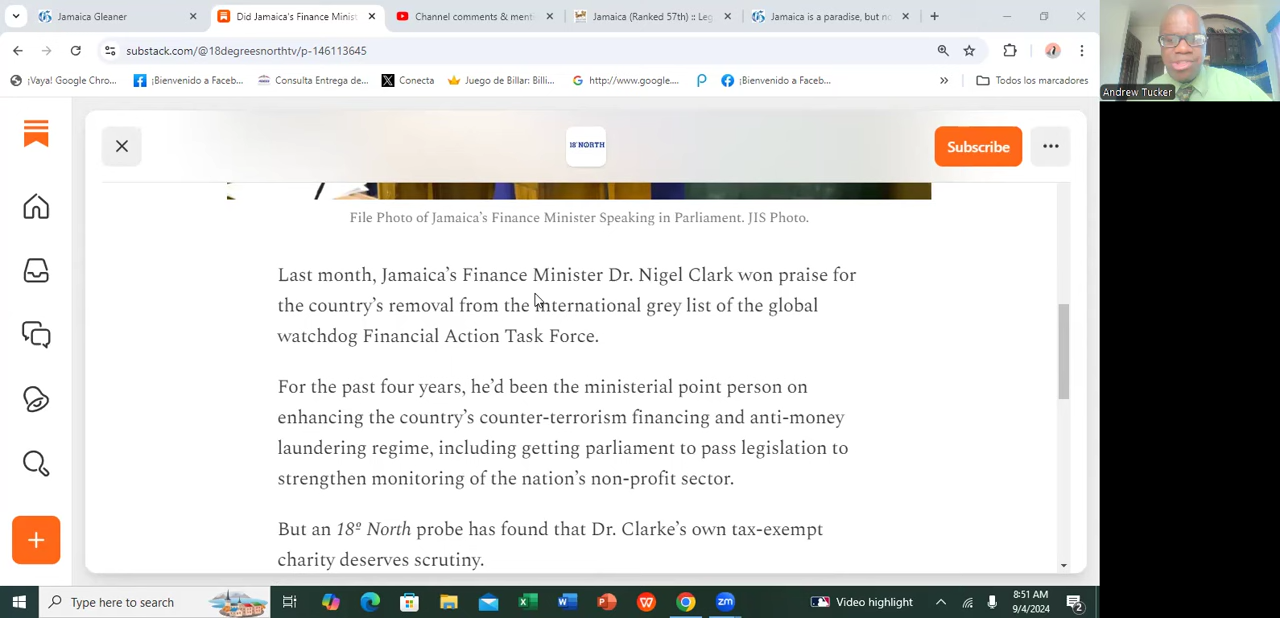 Jamaica Gleaner
Did Jamaica's Finance Minist
Channel comments & menti
Jamaica (Ranked 57th) :: Leg
Jamaica is a paradise, but no
substack.com/@18degreesnorthtv/p-146113645
¡Vaya! Google Chro...
¡Bienvenido a Faceb...
Consulta Entrega de...
Conecta
Juego de Billar: Billi...
http://www.google....
¡Bienvenido a Faceb...
»
Todos los marcadores
Andrew Tucker
18° NORTH
Subscribe
File Photo of Jamaica's Finance Minister Speaking in Parliament. JIS Photo.
Last month, Jamaica's Finance Minister Dr. Nigel Clark won praise for
the country's removal from the international grey list of the global
watchdog Financial Action Task Force.
For the past four years, he'd been the ministerial point person on
enhancing the country's counter-terrorism financing and anti-money
laundering regime, including getting parliament to pass legislation to
strengthen monitoring of the nation's non-profit sector.
But an 18º North probe has found that Dr. Clarke's own tax-exempt
charity deserves scrutiny.
Type here to search
zm
Video highlight
8:51 AM
9/4/2024
2